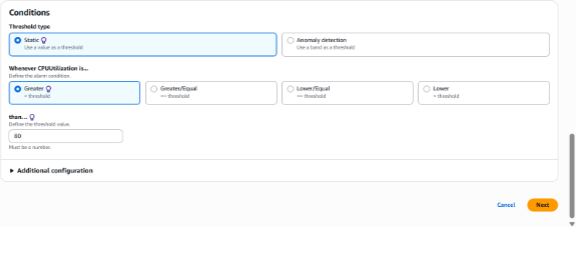 Conditions
Threshold type
Static
Use a value as a threshold
Anomaly detection
Use a band as a threshold
Whenever CPUUtilization is...
Define the alarm condition.
Greater
> threshold
Greater/Equal
>= threshold
Lower/Equal
<= threshold
Lower
< threshold
than...
Define the threshold value.
80
Must be a number.
Additional configuration
Cancel
Next